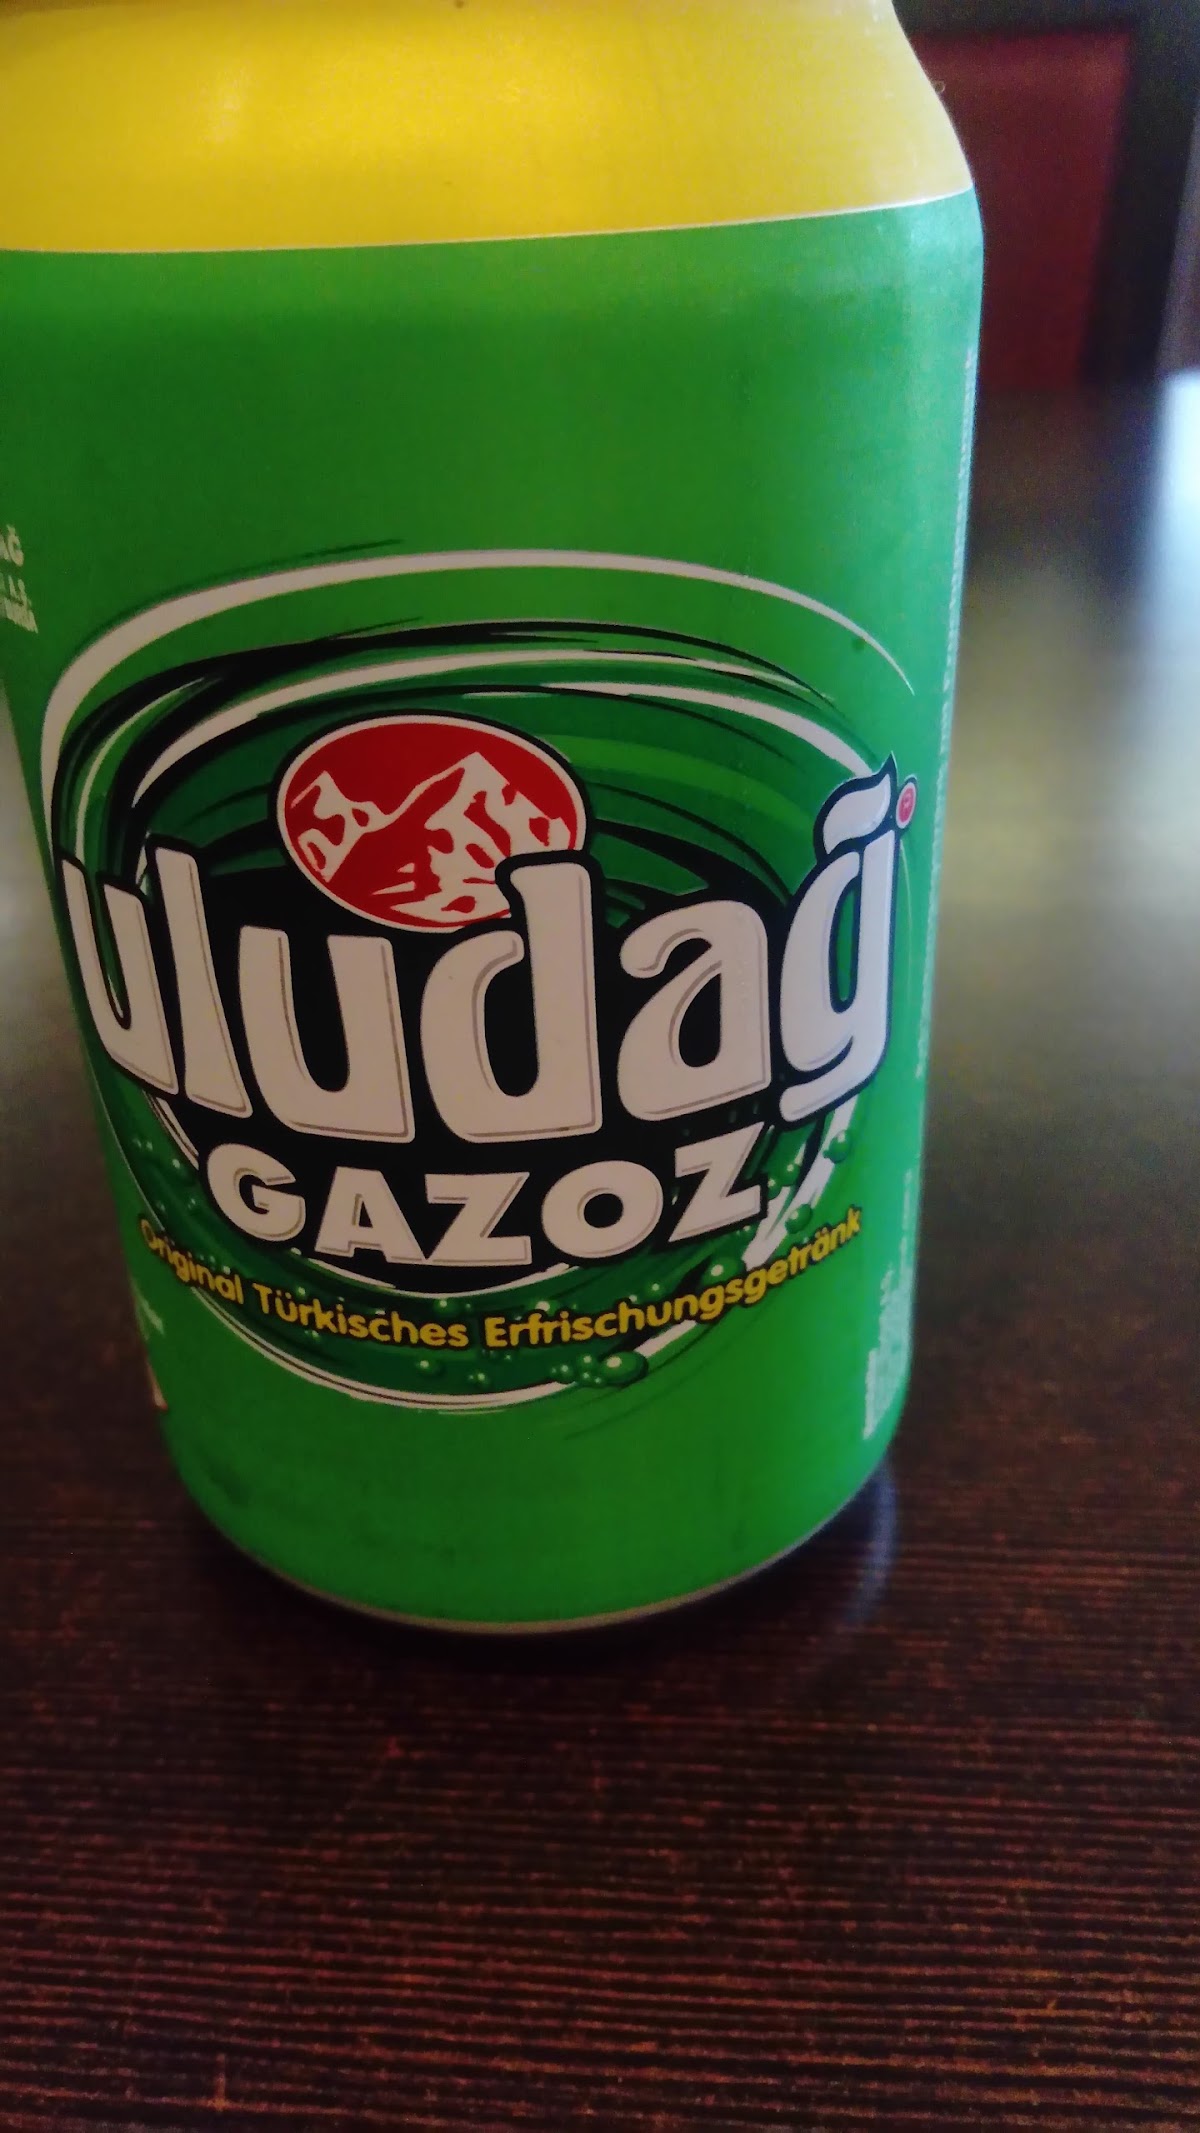 uludağ
GAZOZ
Original Türkisches Erfrischungsgetränk